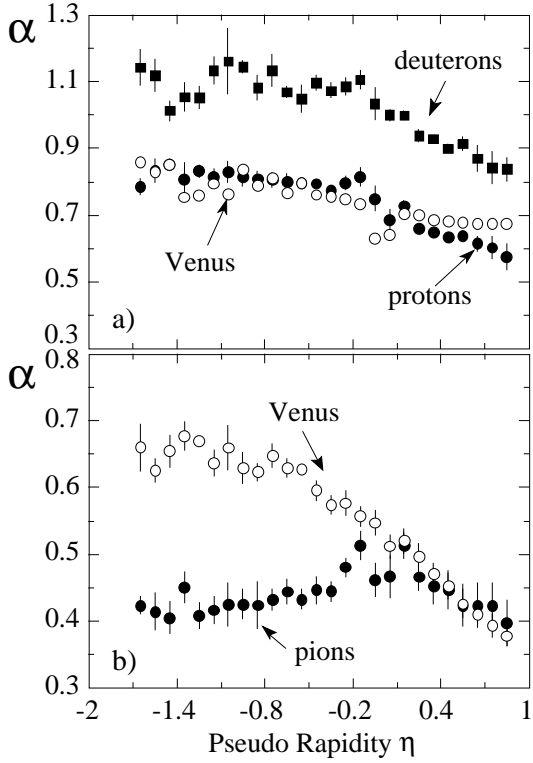 α
1.3
1.1
0.9
0.7
0.5
0.3
deuterons
Venus
protons
a)
α
0.8
0.7
0.6
0.5
0.4
0.3
Venus
pions
b)
-2 -1.4 -0.8 -0.2 0.4 1
Pseudo Rapidity η